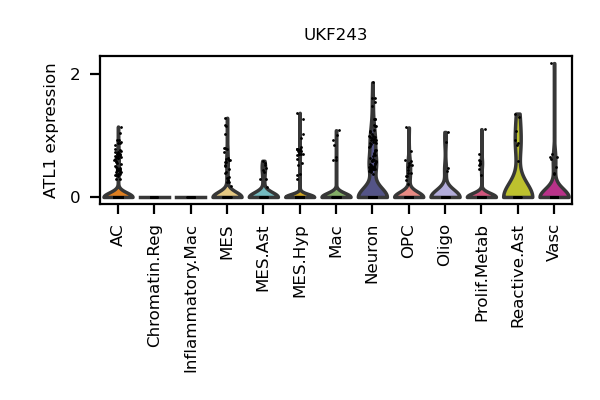 UKF243
ATL1 expression
2
0
AC
Chromatin.Reg
Inflammatory.Mac
MES
MES.Ast
MES.Hyp
Mac
Neuron
OPC
Oligo
Prolif.Metab
Reactive.Ast
Vasc